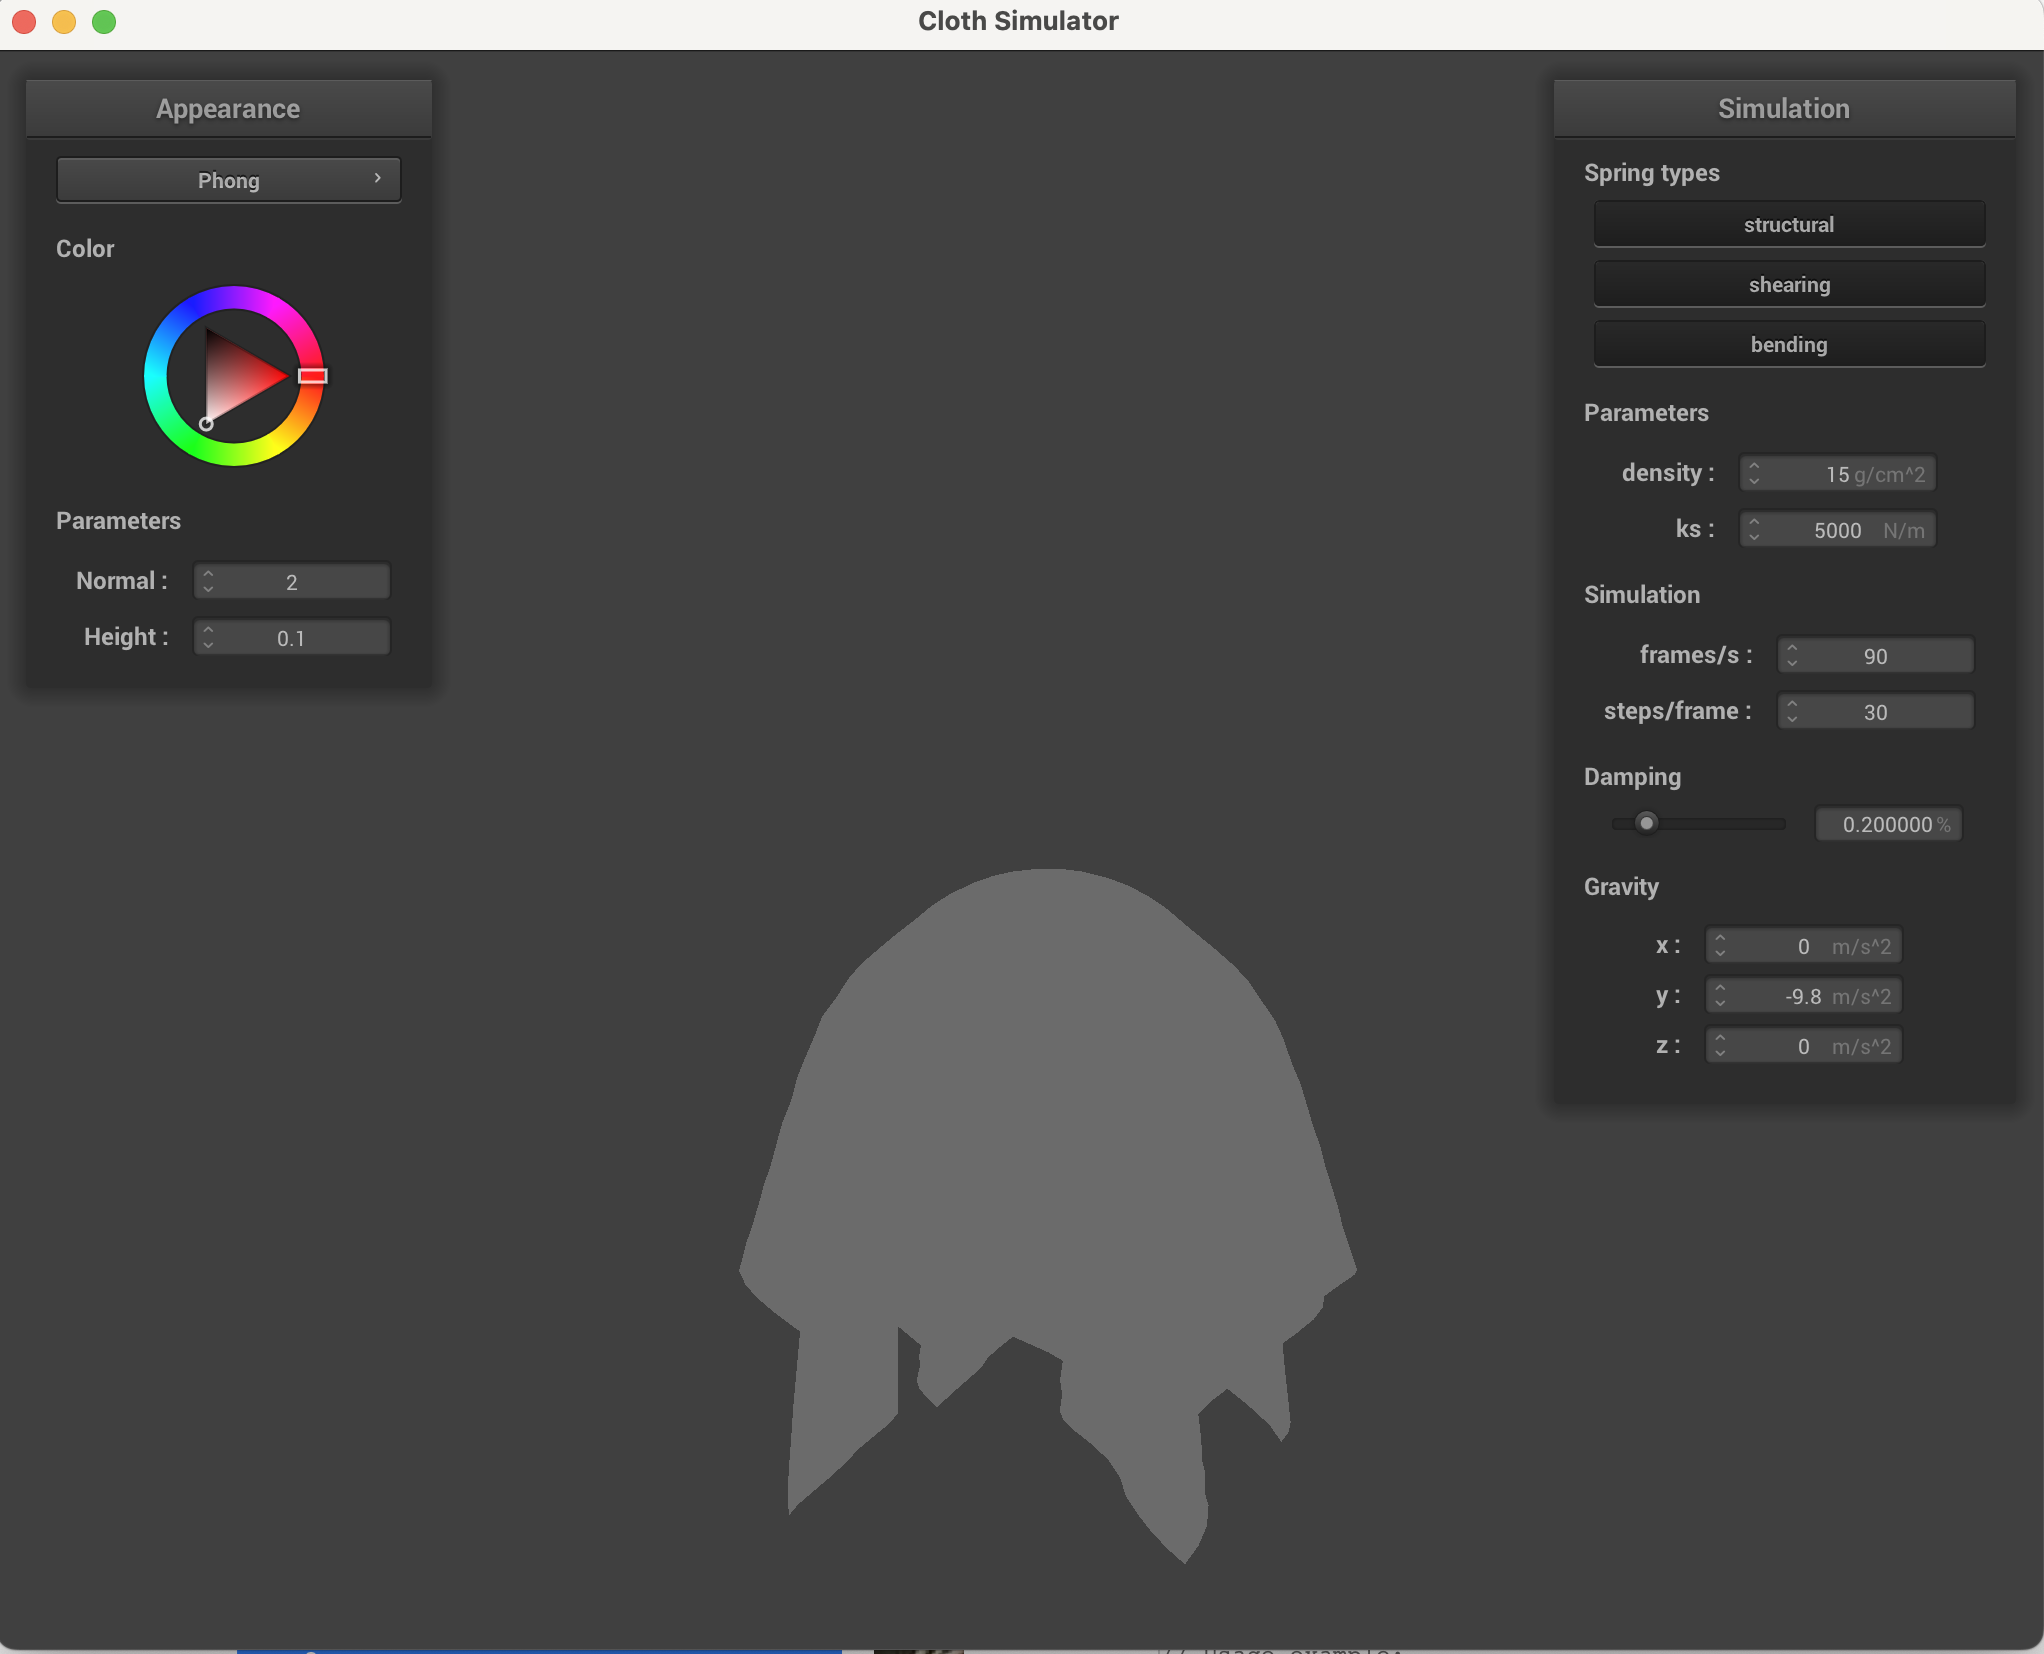 Cloth Simulator
Appearance
Phong
Color
Parameters
Normal : 2
Height : 0.1
Simulation
Spring types
structural
shearing
bending
Parameters
density : 15 g/cm^2
ks : 5000 N/m
Simulation
frames/s : 90
steps/frame : 30
Damping
0.200000 %
Gravity
x : 0 m/s^2
y : -9.8 m/s^2
z : 0 m/s^2